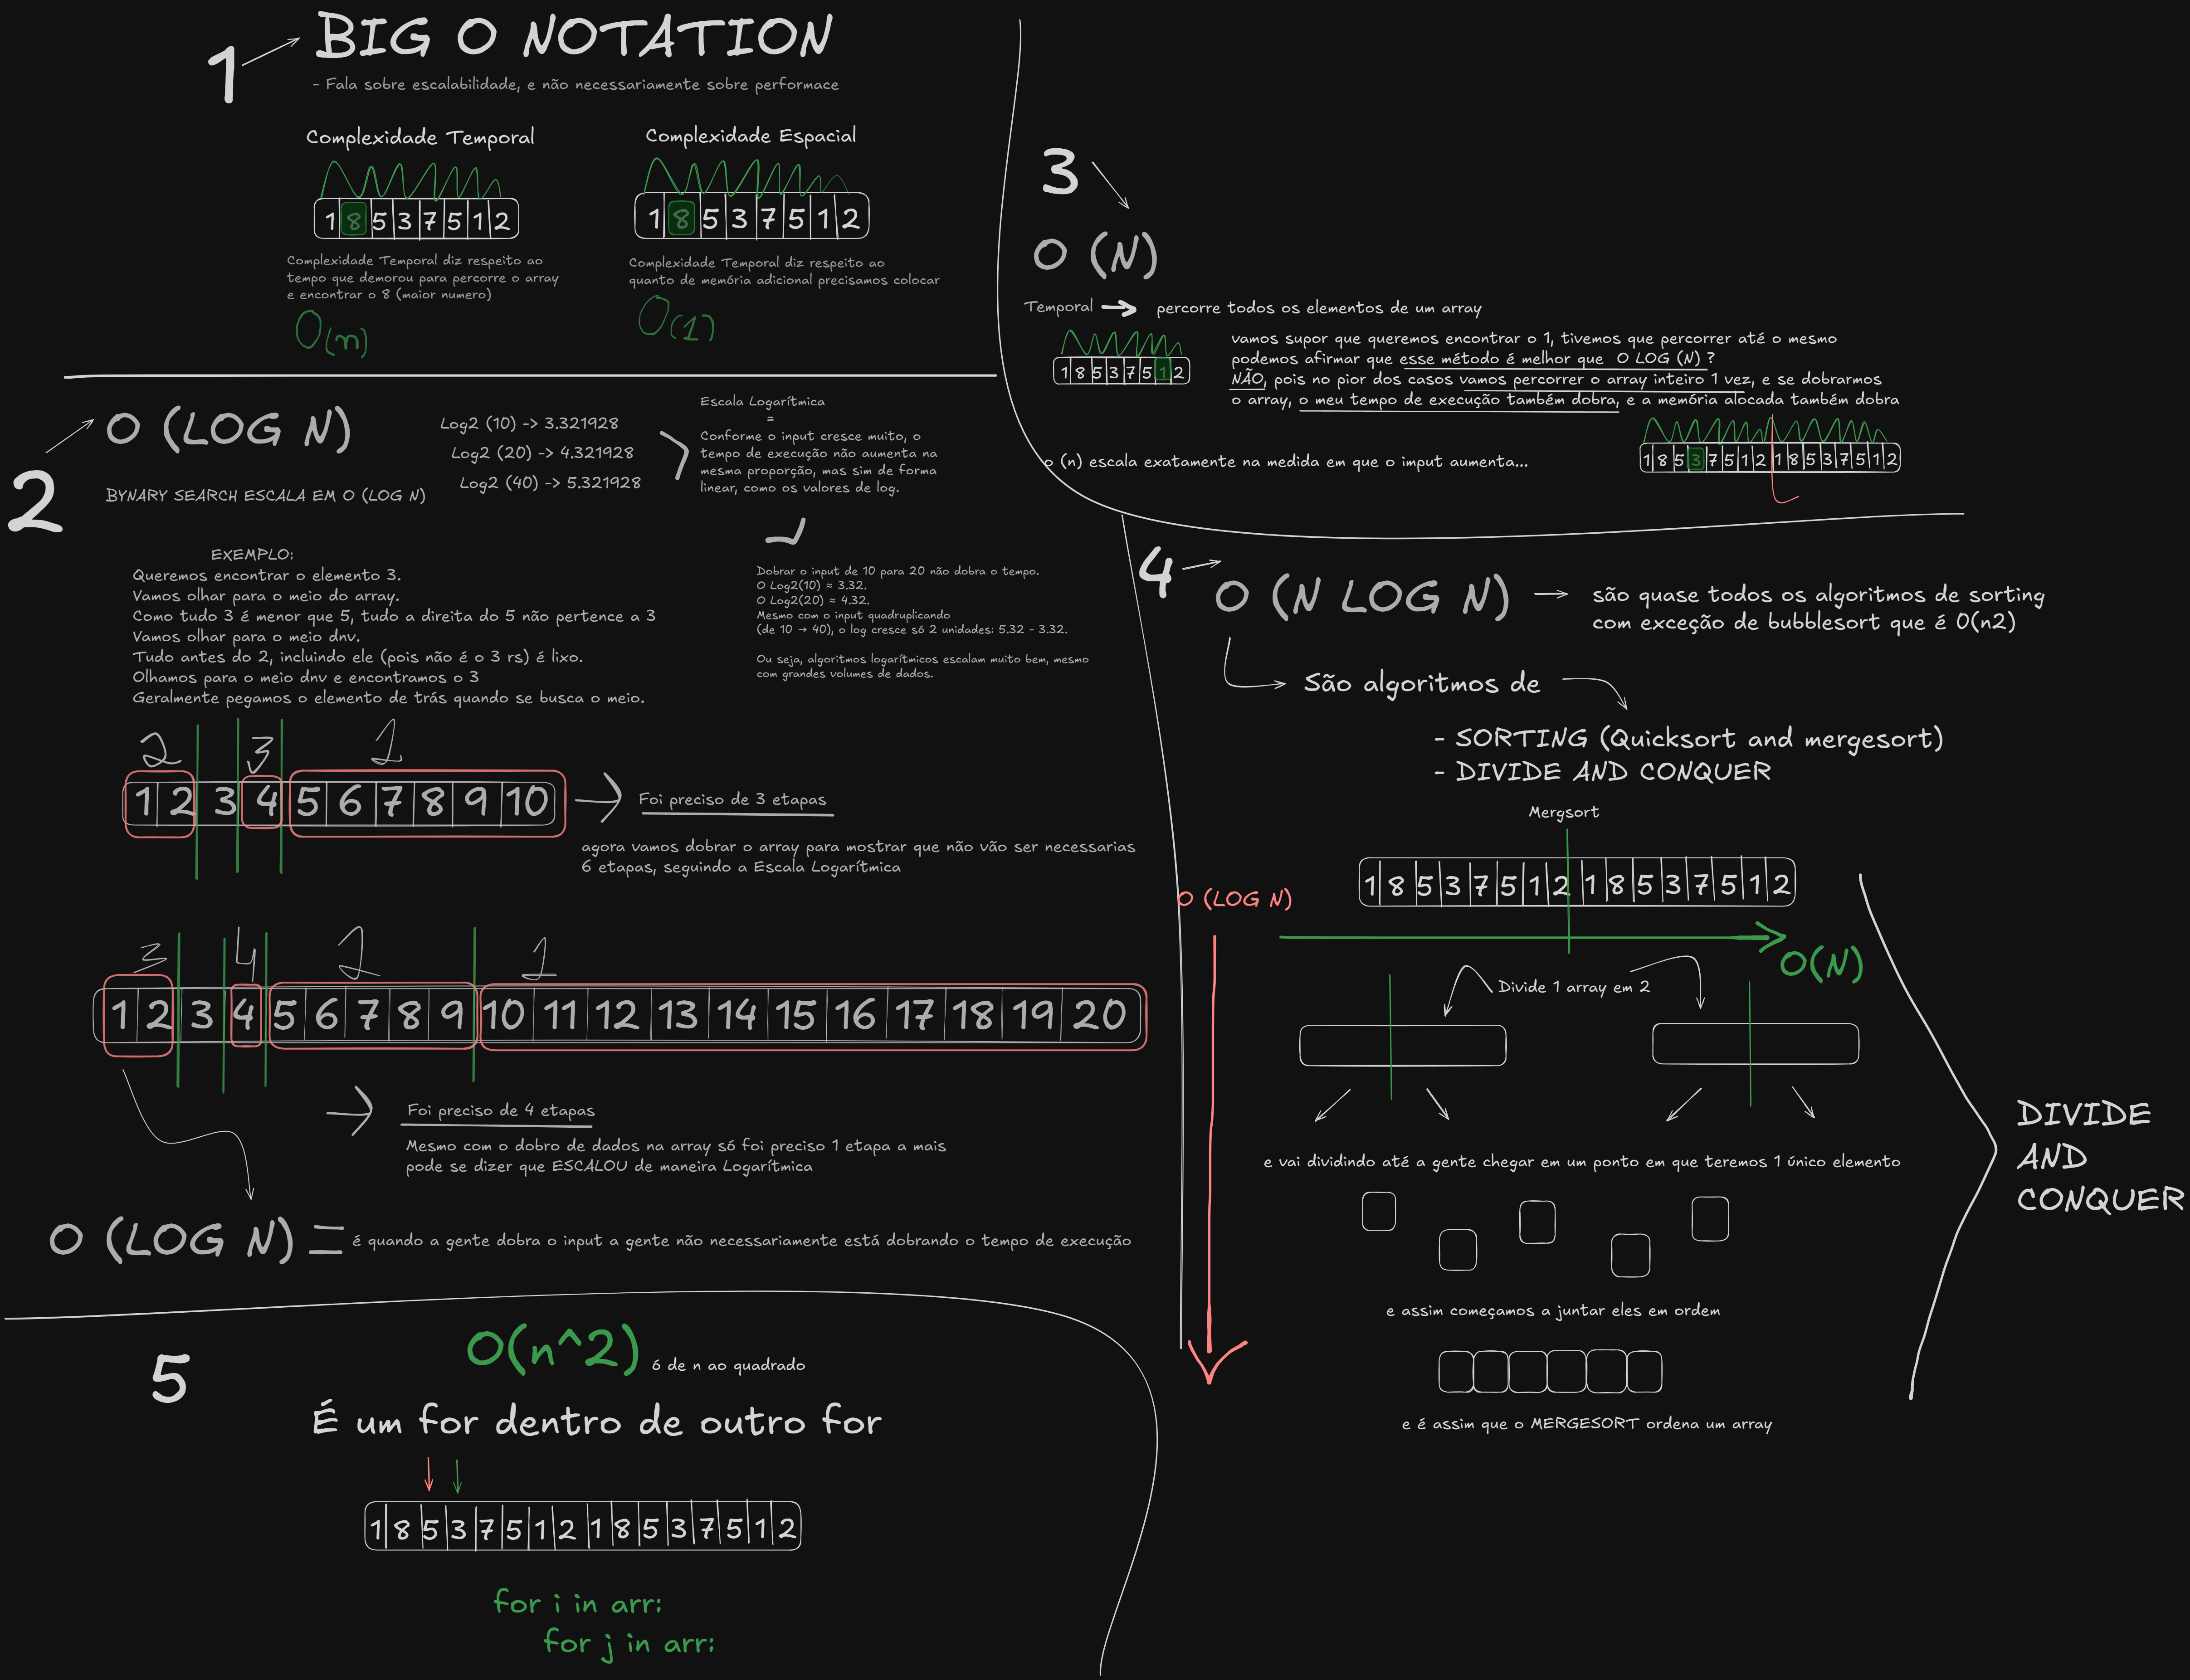 1
BIG O NOTATION
- Fala sobre escalabilidade, e não necessariamente sobre performace
Complexidade Temporal
1 8 5 3 7 5 1 2
Complexidade Temporal diz respeito ao
tempo que demorou para percorre o array
e encontrar o 8 (maior numero)
O(n)
Complexidade Espacial
1 8 5 3 7 5 1 2
Complexidade Temporal diz respeito ao
quanto de memória adicional precisamos colocar
O(1)
2
O (LOG N)
BYNARY SEARCH ESCALA EM O (LOG N)
Log2 (10) -> 3.321928
Log2 (20) -> 4.321928
Log2 (40) -> 5.321928
Escala Logarítmica
=
Conforme o input cresce muito, o
tempo de execução não aumenta na
mesma proporção, mas sim de forma
linear, como os valores de log.
Dobrar o input de 10 para 20 não dobra o tempo.
O Log2(10) ≈ 3.32.
O Log2(20) ≈ 4.32.
Mesmo com o input quadruplicando
(de 10 → 40), o log cresce só 2 unidades: 5.32 - 3.32.
Ou seja, algoritmos logarítmicos escalam muito bem, mesmo
com grandes volumes de dados.
EXEMPLO:
Queremos encontrar o elemento 3.
Vamos olhar para o meio do array.
Como tudo 3 é menor que 5, tudo a direita do 5 não pertence a 3
Vamos olhar para o meio dnv.
Tudo antes do 2, incluindo ele (pois não é o 3 rs) é lixo.
Olhamos para o meio dnv e encontramos o 3
Geralmente pegamos o elemento de trás quando se busca o meio.
2 3 1
1 2 3 4 5 6 7 8 9 10
Foi preciso de 3 etapas
agora vamos dobrar o array para mostrar que não vão ser necessarias
6 etapas, seguindo a Escala Logarítmica
3 4 2 1
1 2 3 4 5 6 7 8 9 10 11 12 13 14 15 16 17 18 19 20
Foi preciso de 4 etapas
Mesmo com o dobro de dados na array só foi preciso 1 etapa a mais
pode se dizer que ESCALOU de maneira Logarítmica
O (LOG N) = é quando a gente dobra o input a gente não necessariamente está dobrando o tempo de execução
3
O (N)
Temporal percorre todos os elementos de um array
1 8 5 3 7 5 1 2
vamos supor que queremos encontrar o 1, tivemos que percorrer até o mesmo
podemos afirmar que esse método é melhor que O LOG (N) ?
NÃO, pois no pior dos casos vamos percorrer o array inteiro 1 vez, e se dobrarmos
o array, o meu tempo de execução também dobra, e a memória alocada também dobra
o (n) escala exatamente na medida em que o input aumenta...
1 8 5 3 7 5 1 2 1 8 5 3 7 5 1 2
4
O (N LOG N)
são quase todos os algoritmos de sorting
com exceção de bubblesort que é O(n2)
São algoritmos de
- SORTING (Quicksort and mergesort)
- DIVIDE AND CONQUER
Mergsort
1 8 5 3 7 5 1 2 1 8 5 3 7 5 1 2
O (LOG N)
O(N)
Divide 1 array em 2
e vai dividindo até a gente chegar em um ponto em que teremos 1 único elemento
e assim começamos a juntar eles em ordem
e é assim que o MERGESORT ordena um array
DIVIDE
AND
CONQUER
5
O(n^2) ó de n ao quadrado
É um for dentro de outro for
1 8 5 3 7 5 1 2 1 8 5 3 7 5 1 2
for i in arr:
for j in arr: